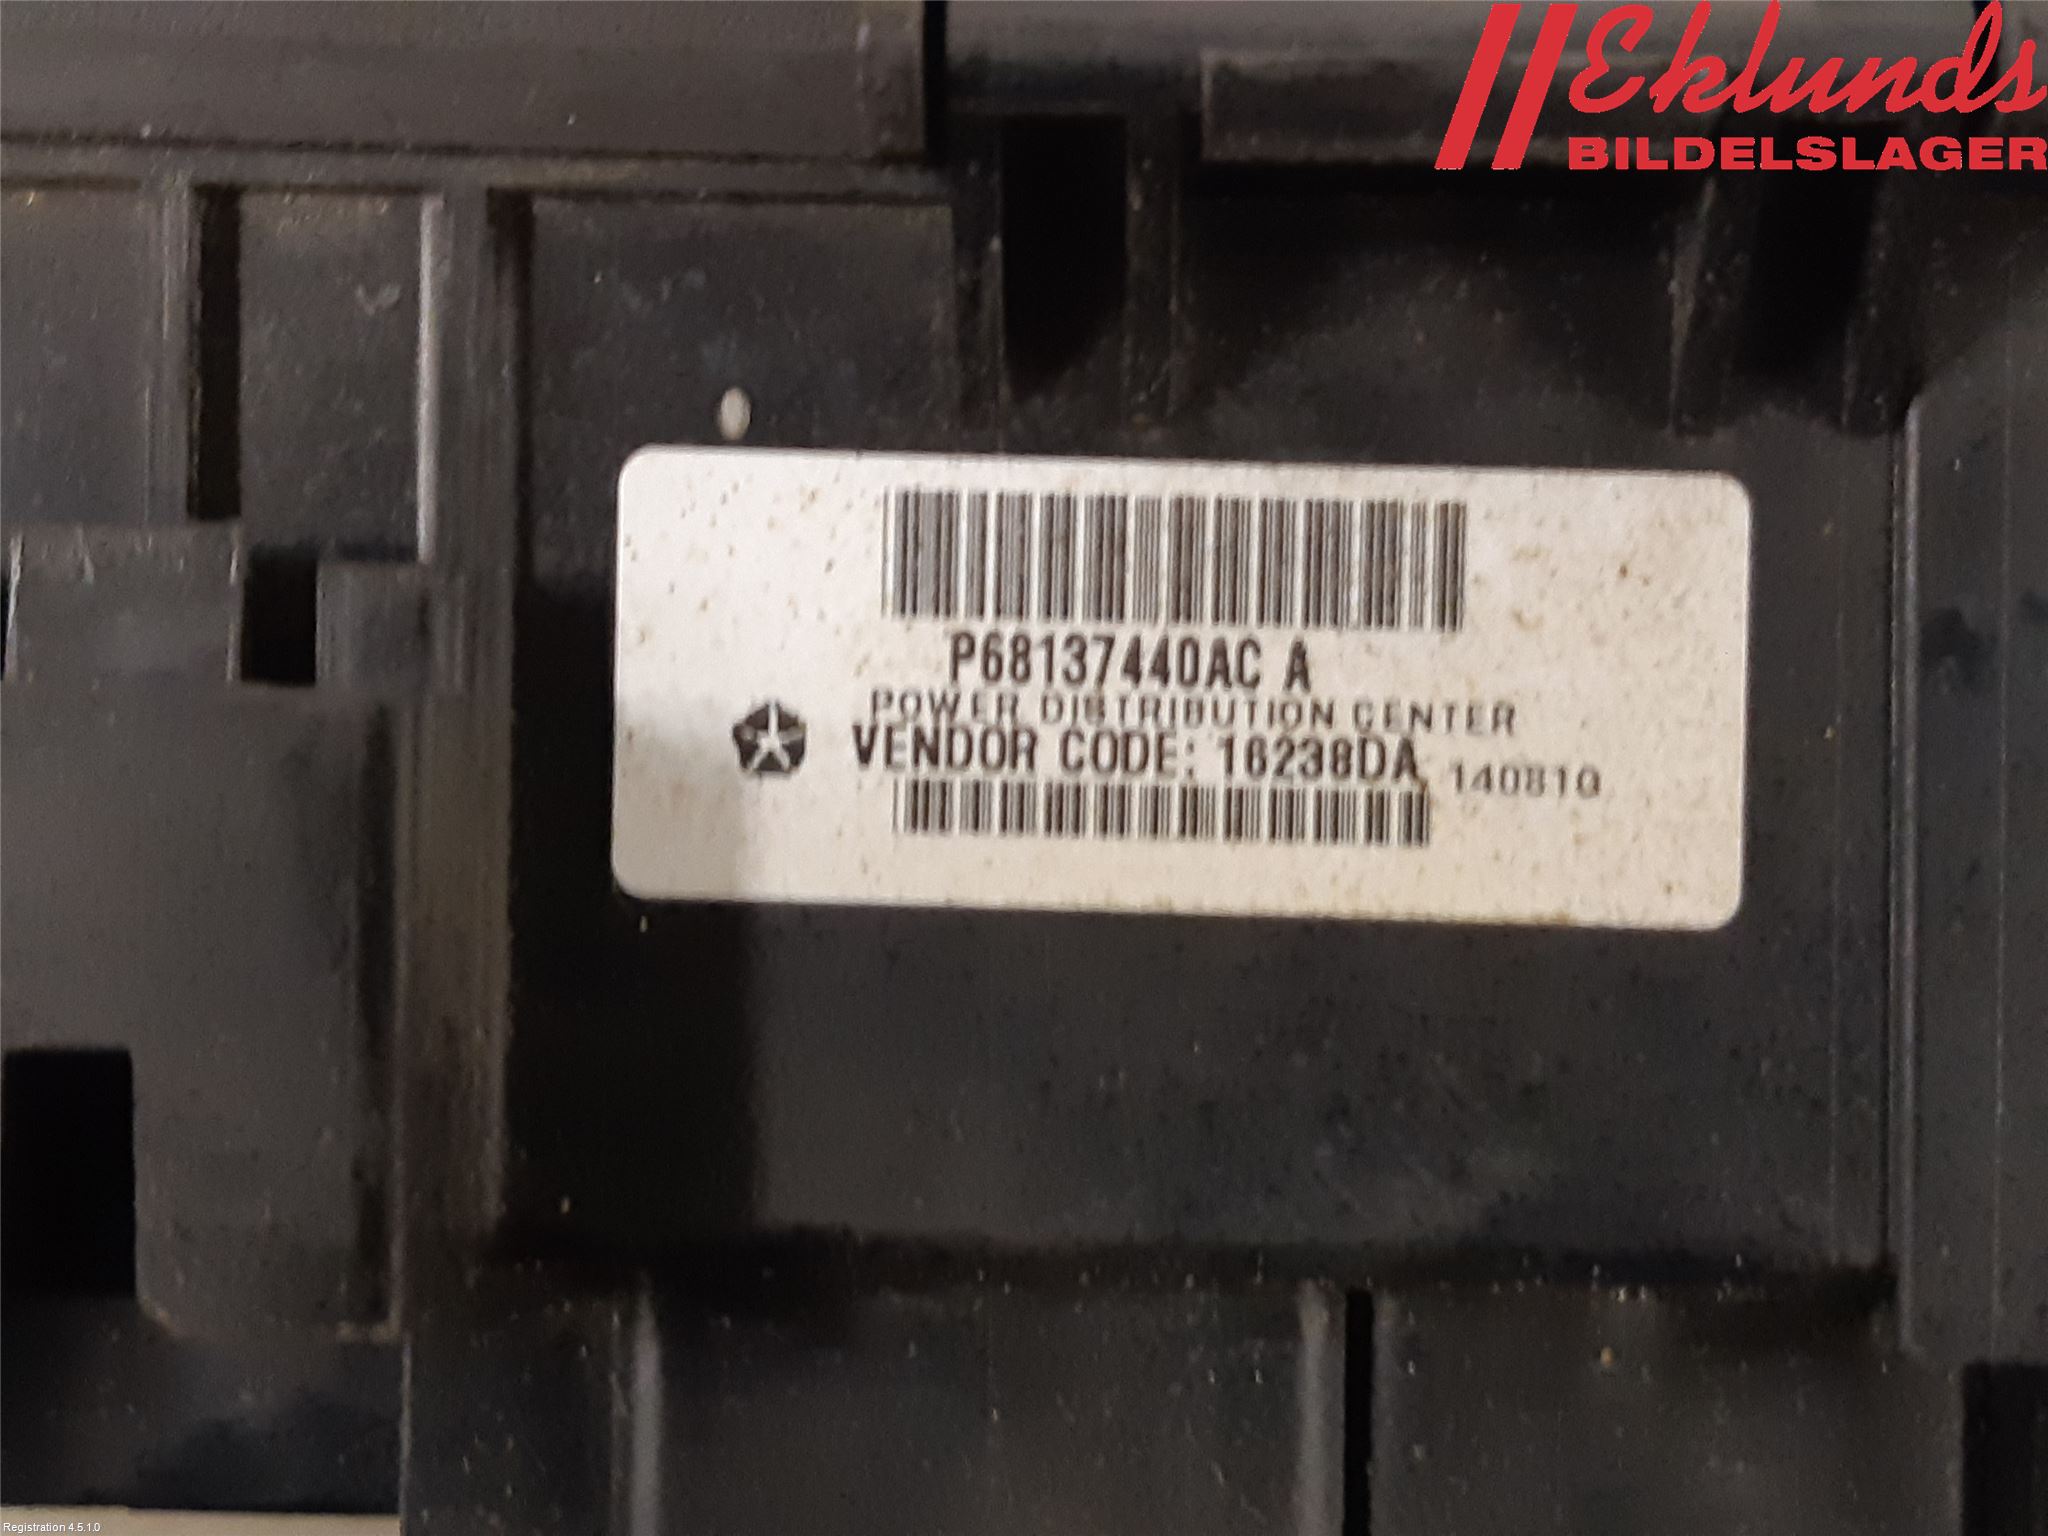 Eklunds
BILDELSLAGER
P68137440AC A
POWER DISTRIBUTION CENTER
VENDOR CODE: 16238DA 140810
Registration 4.5.1.0